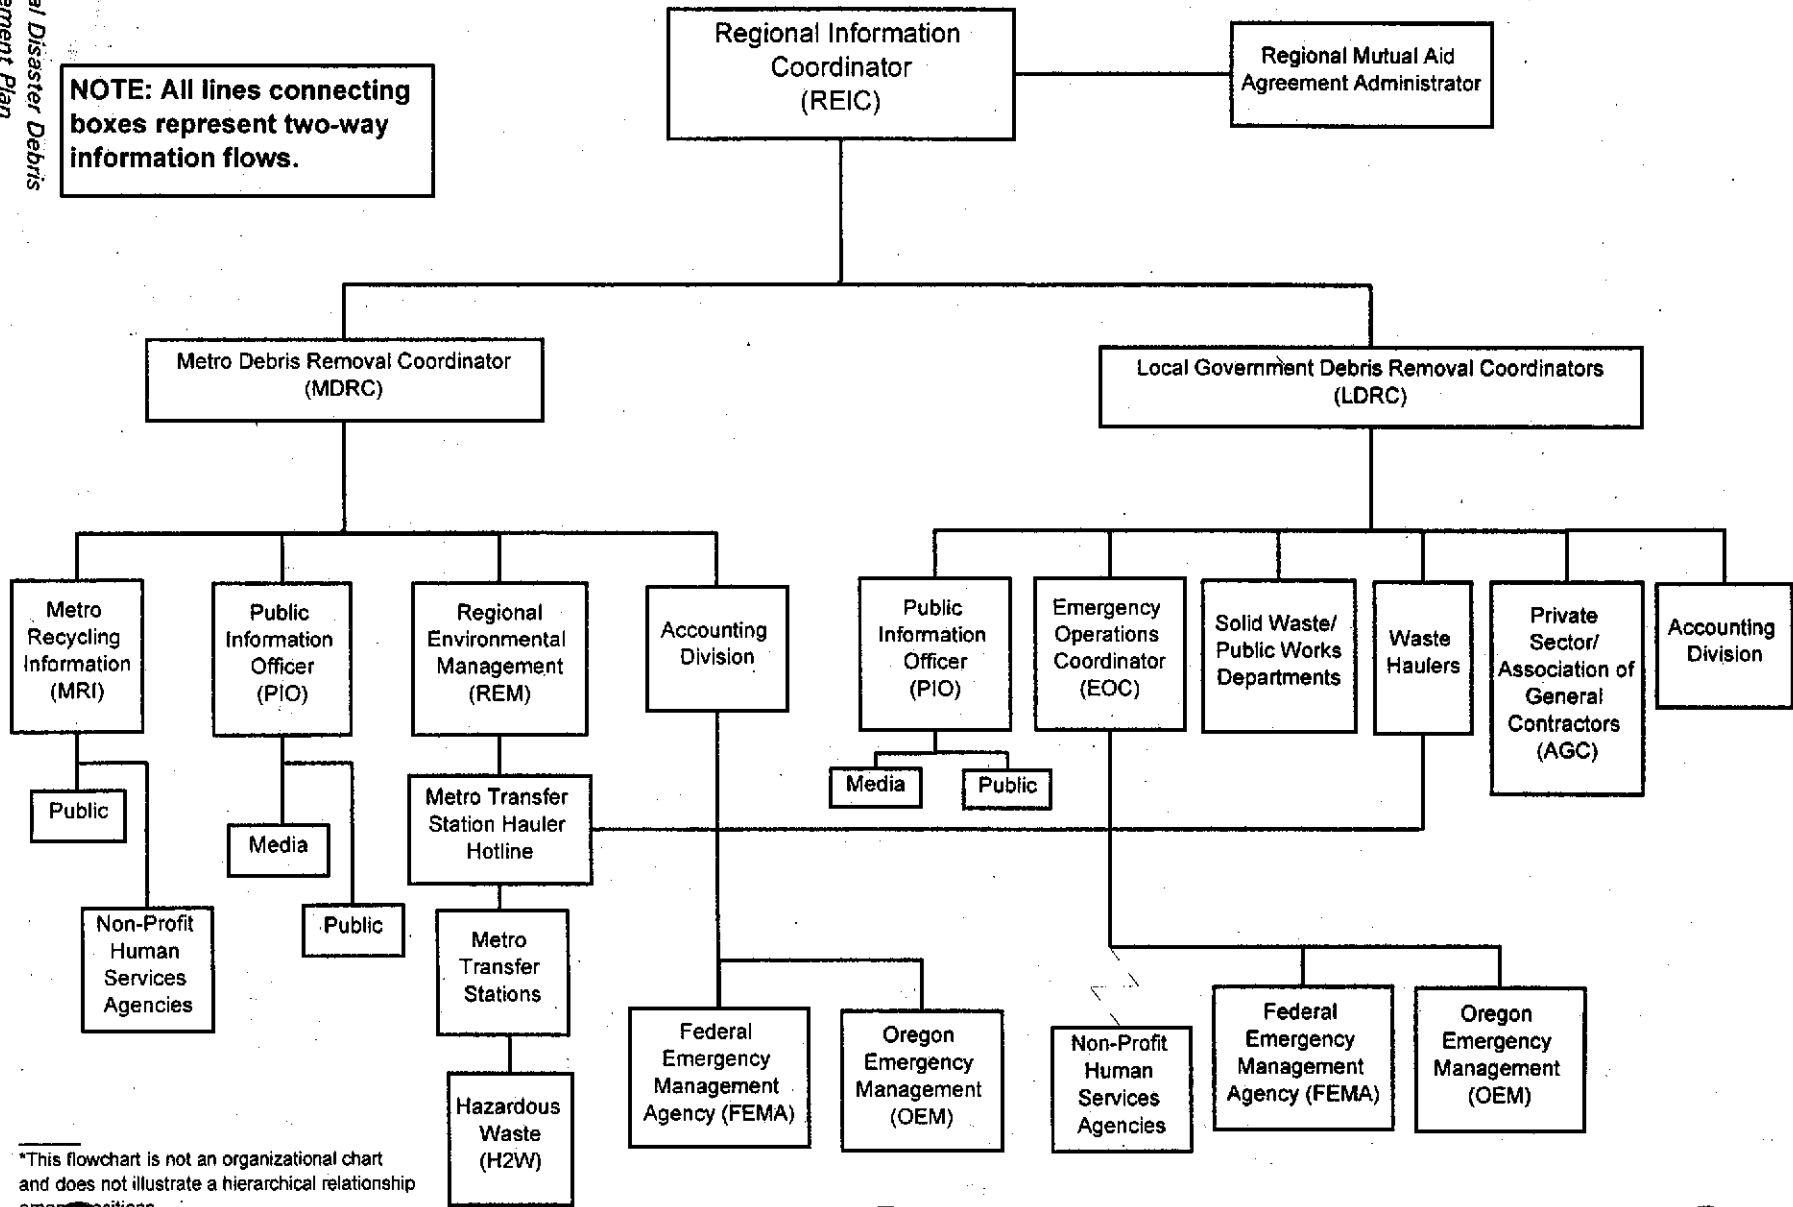 al Disaster Debris
ement Plan
NOTE: All lines connecting
boxes represent two-way
information flows.
Regional Information
Coordinator
(REIC)
Regional Mutual Aid
Agreement Administrator
Metro Debris Removal Coordinator
(MDRC)
Local Government Debris Removal Coordinators
(LDRC)
Metro
Recycling
Information
(MRI)
Public
Information
Officer
(PIO)
Regional
Environmental
Management
(REM)
Accounting
Division
Public
Information
Officer
(PIO)
Emergency
Operations
Coordinator
(EOC)
Solid Waste/
Public Works
Departments
Waste
Haulers
Private
Sector/
Association of
General
Contractors
(AGC)
Accounting
Division
Public
Media
Metro Transfer
Station Hauler
Hotline
Media
Public
Non-Profit
Human
Services
Agencies
Public
Metro
Transfer
Stations
Federal
Emergency
Management
Agency (FEMA)
Oregon
Emergency
Management
(OEM)
Non-Profit
Human
Services
Agencies
Federal
Emergency
Management
Agency (FEMA)
Oregon
Emergency
Management
(OEM)
Hazardous
Waste
(H2W)
*This flowchart is not an organizational chart
and does not illustrate a hierarchical relationship